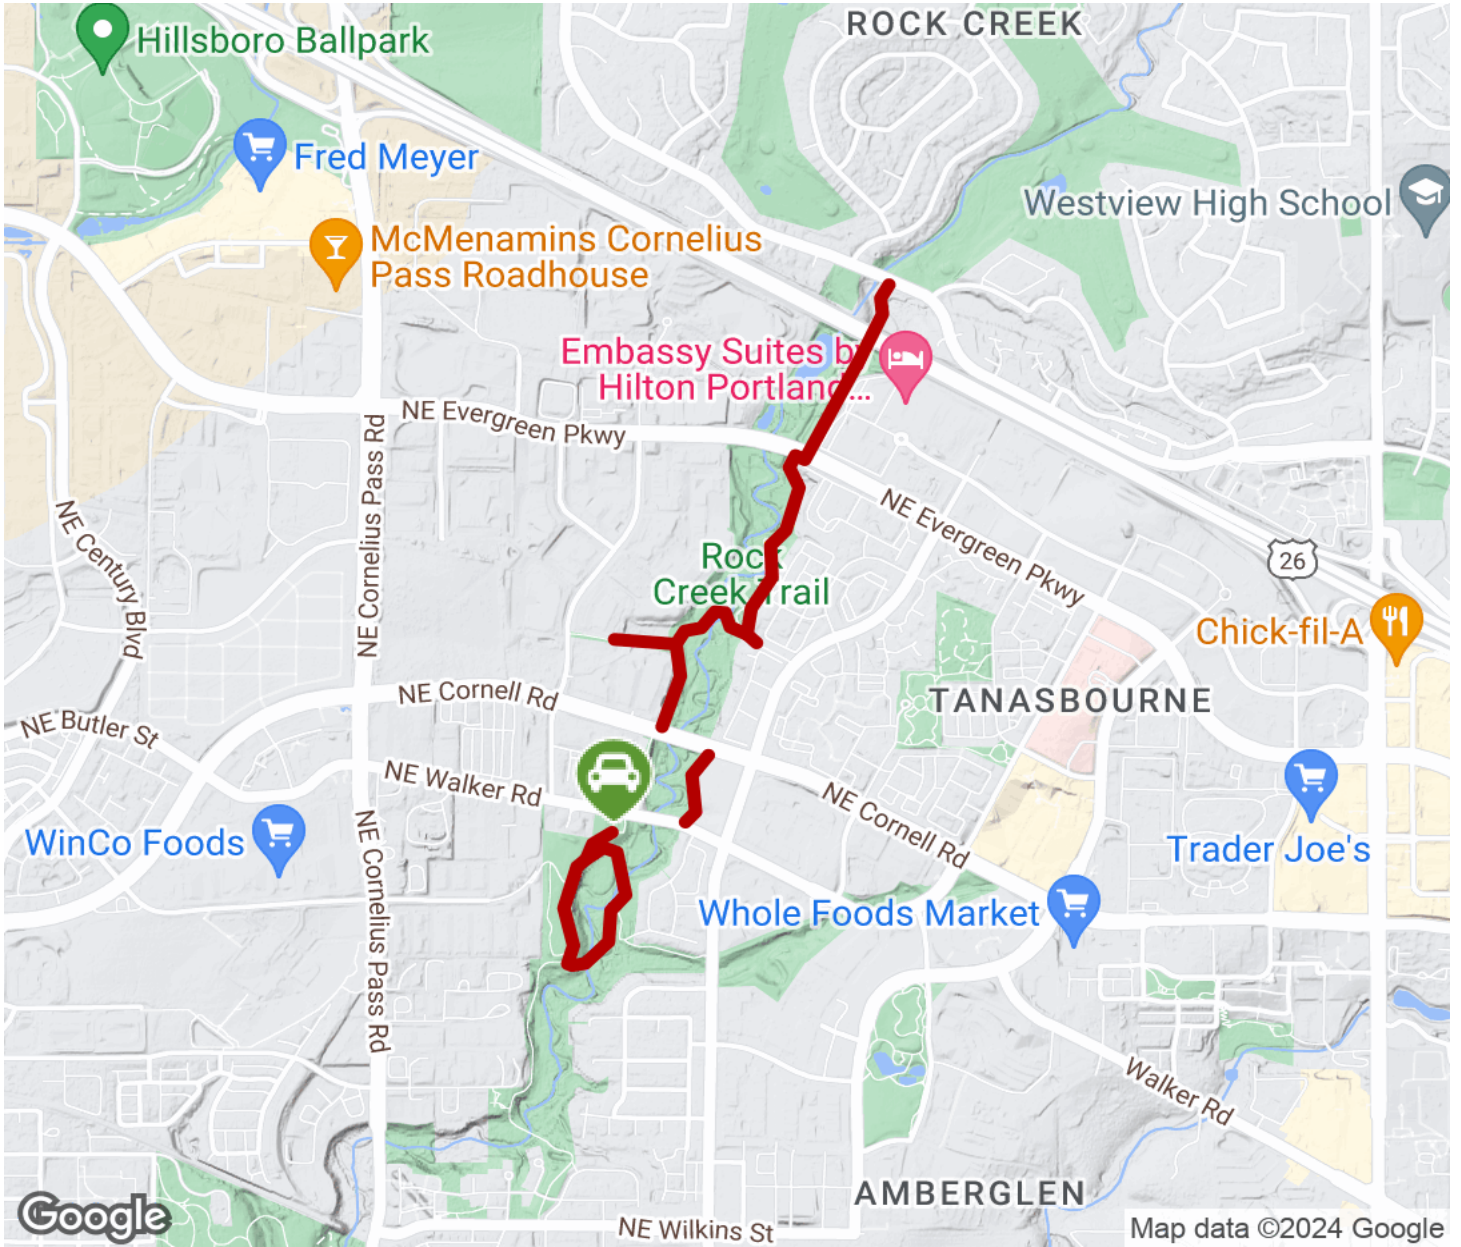 ROCK CREEK
Hillsboro Ballpark
Fred Meyer
Westview High School
McMenamins Cornelius
Pass Roadhouse
Embassy Suites by
Hilton Portland...
NE Evergreen Pkwy
NE Cornelius Pass Rd
NE Evergreen Pkwy
NE Century Blvd
26
Rock
Creek Trail
Chick-fil-A
NE Cornell Rd
TANASBOURNE
NE Butler St
NE Walker Rd
NE Cornell Rd
WinCo Foods
Trader Joe's
NE Cornelius Pass Rd
Whole Foods Market
Walker Rd
AMBERGLEN
Google
NE Wilkins St
Map data ©2024 Google